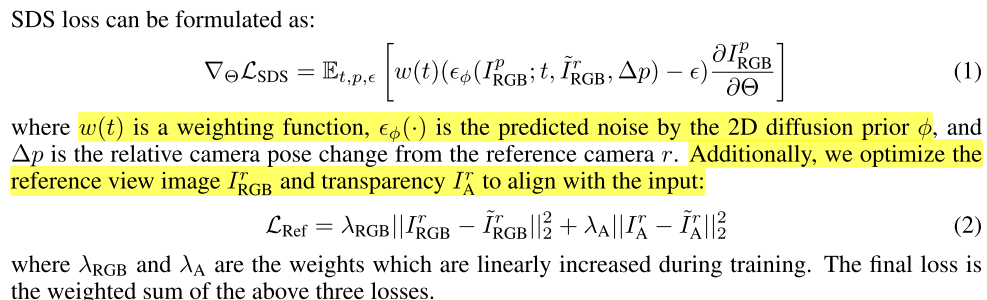 SDS loss can be formulated as:
∇_Θ ℒ_SDS = 𝔼_{t,p,ϵ} [ w(t)(ϵ_ϕ(I^p_RGB; t, Ĩ^r_RGB, Δp) − ϵ) ∂I^p_RGB / ∂Θ ] (1)
where w(t) is a weighting function, ϵ_ϕ(·) is the predicted noise by the 2D diffusion prior ϕ, and
Δp is the relative camera pose change from the reference camera r. Additionally, we optimize the
reference view image I^r_RGB and transparency I^r_A to align with the input:
ℒ_Ref = λ_RGB||I^r_RGB − Ĩ^r_RGB||^2_2 + λ_A||I^r_A − Ĩ^r_A||^2_2 (2)
where λ_RGB and λ_A are the weights which are linearly increased during training. The final loss is
the weighted sum of the above three losses.